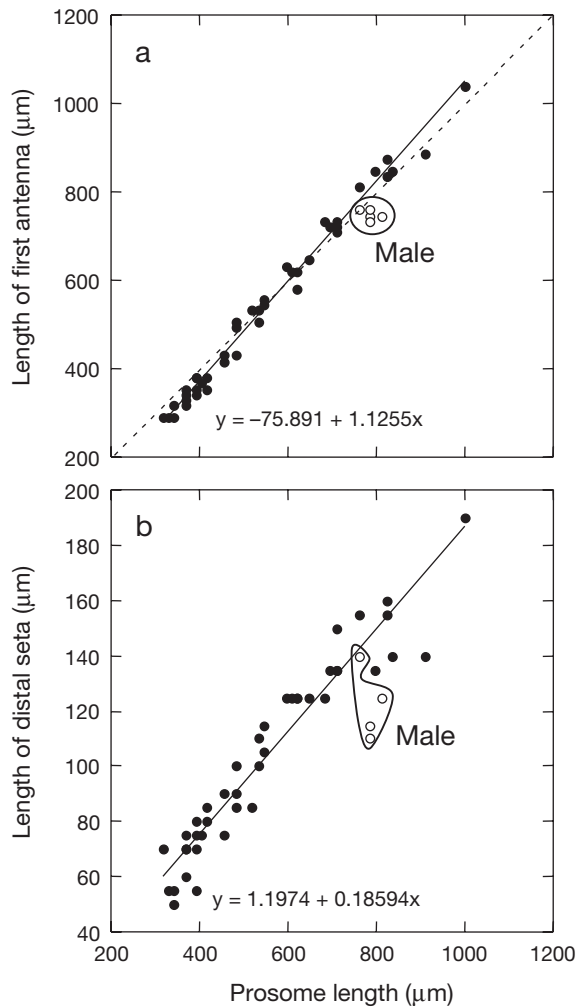 1200
a
1000
800
600
400
200
Length of first antenna (μm)
Male
y = –75.891 + 1.1255x
200
180
160
140
120
100
80
60
40
b
Length of distal seta (μm)
Male
y = 1.1974 + 0.18594x
200 400 600 800 1000 1200
Prosome length (μm)